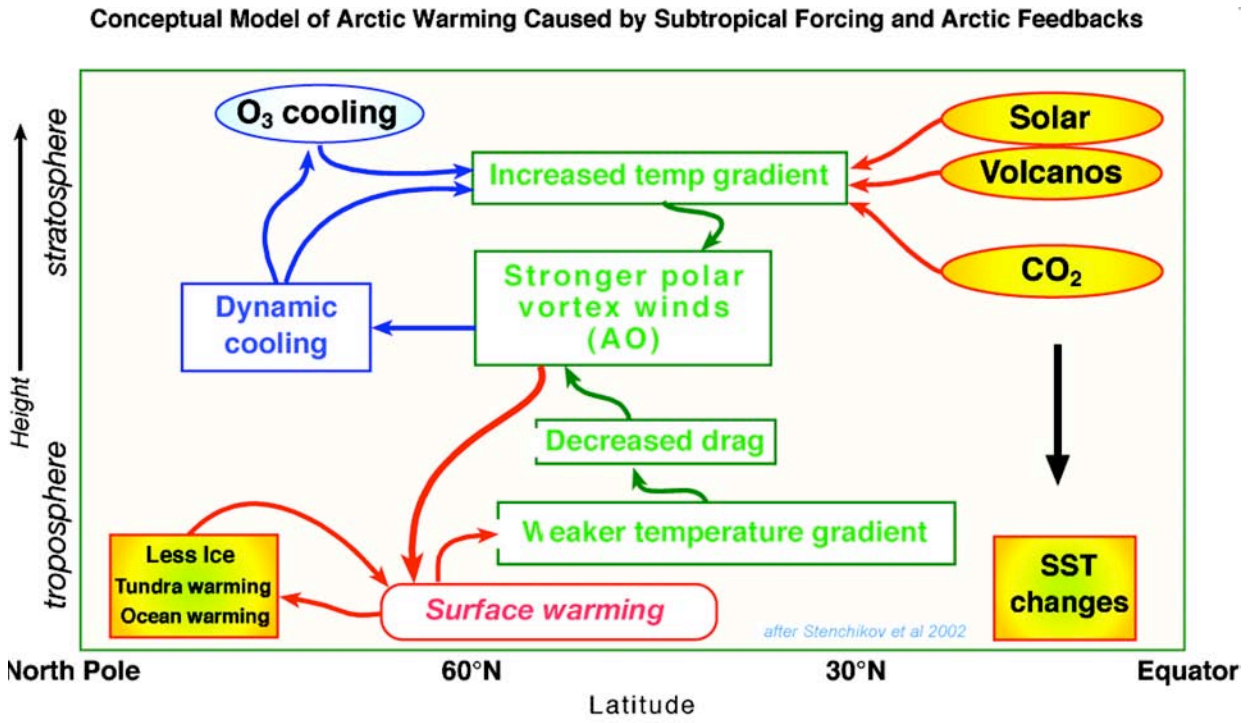 Conceptual Model of Arctic Warming Caused by Subtropical Forcing and Arctic Feedbacks
Height
stratosphere
troposphere
O₃ cooling
Solar
Volcanos
Increased temp gradient
CO₂
Stronger polar
vortex winds
(AO)
Dynamic
cooling
Decreased drag
Weaker temperature gradient
Less Ice
Tundra warming
Ocean warming
Surface warming
SST
changes
after Stenchikov et al 2002
North Pole
60°N
30°N
Equator
Latitude